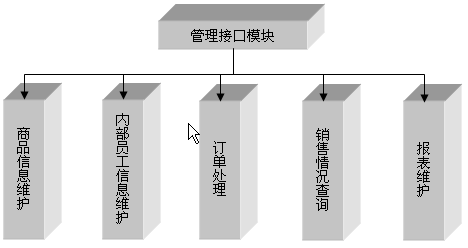 管理接口模块
商品信息维护
内部员工信息维护
订单处理
销售情况查询
报表维护